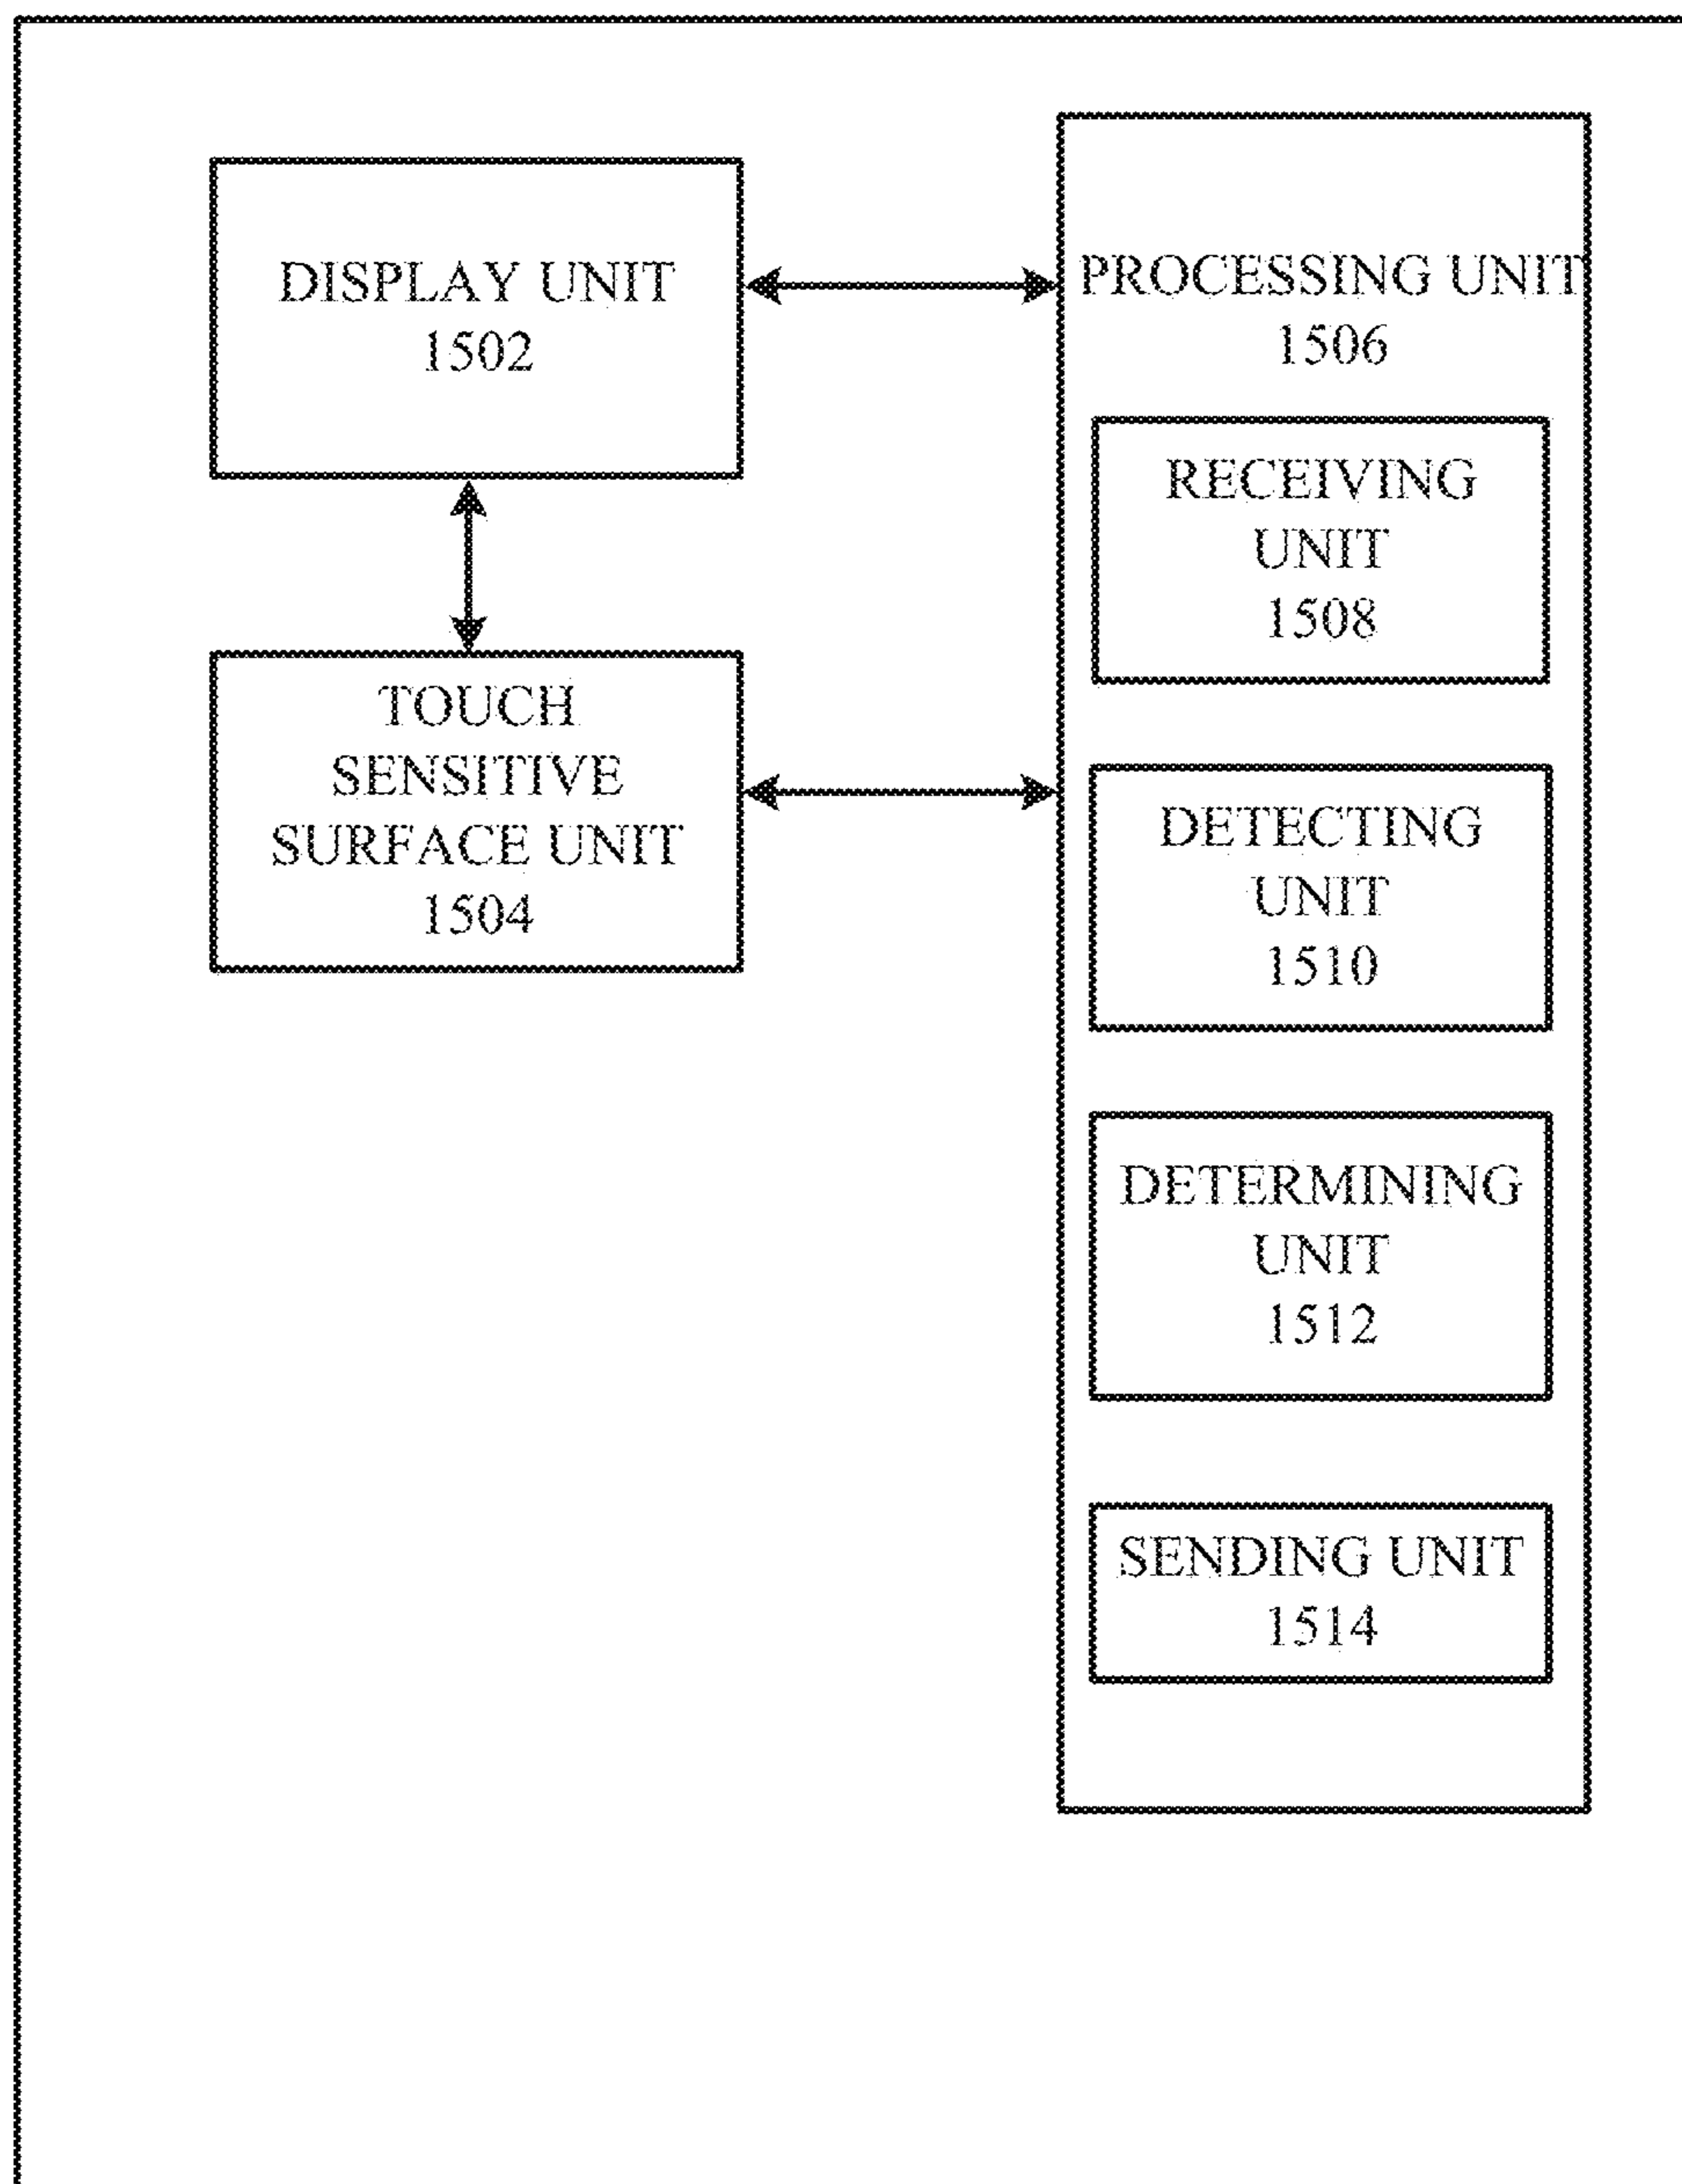 DISPLAY UNIT
1502
TOUCH
SENSITIVE
SURFACE UNIT
1504
PROCESSING UNIT
1506
RECEIVING
UNIT
1508
DETECTING
UNIT
1510
DETERMINING
UNIT
1512
SENDING UNIT
1514